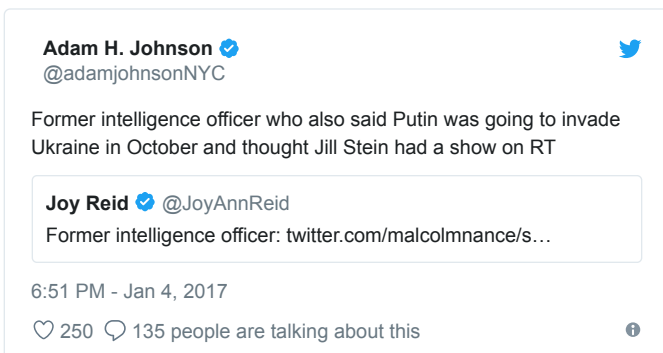 Adam H. Johnson
@adamjohnsonNYC
Former intelligence officer who also said Putin was going to invade
Ukraine in October and thought Jill Stein had a show on RT
Joy Reid @JoyAnnReid
Former intelligence officer: twitter.com/malcolmnance/s…
6:51 PM - Jan 4, 2017
250 135 people are talking about this